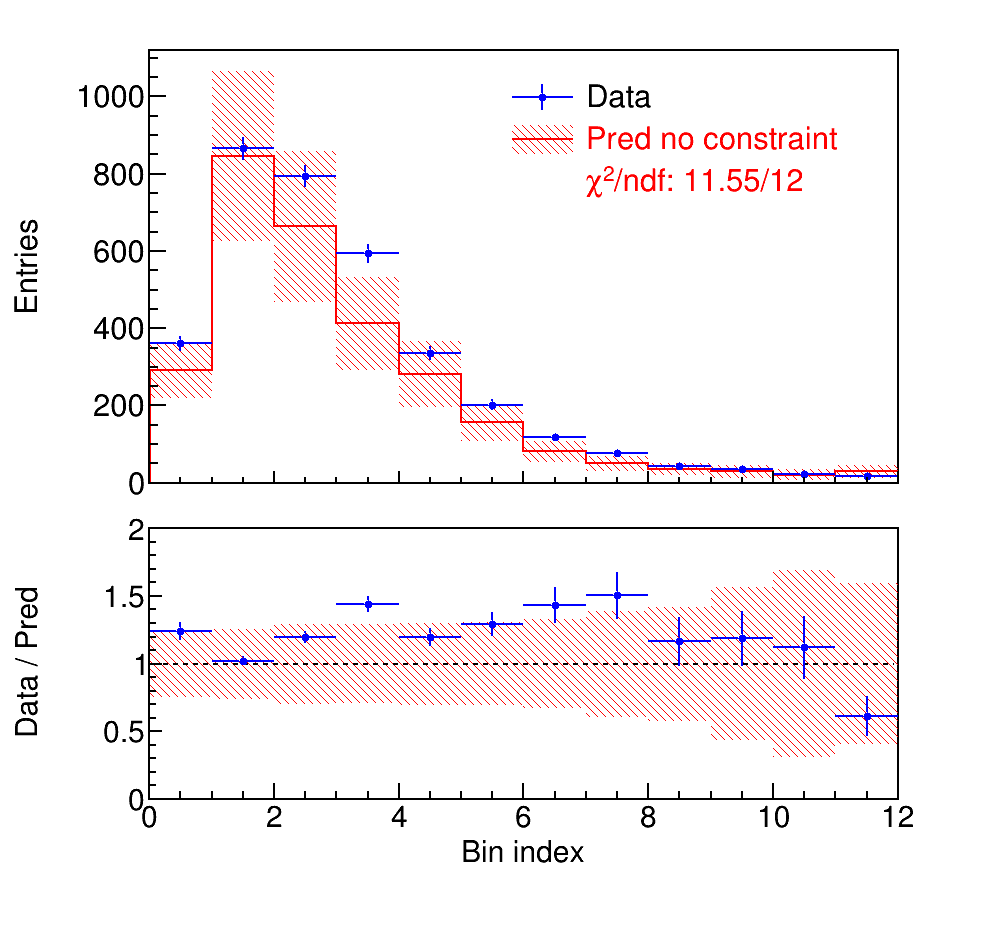 Entries
1000
800
600
400
200
0
Data
Pred no constraint
χ²/ndf: 11.55/12
Data / Pred
2
1.5
1
0.5
0
0 2 4 6 8 10 12
Bin index